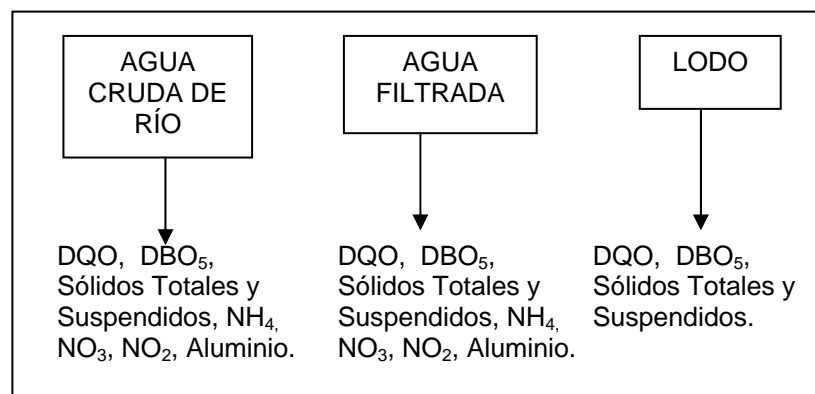 AGUA
CRUDA DE
RÍO
DQO, DBO₅,
Sólidos Totales y
Suspendidos, NH₄,
NO₃, NO₂, Aluminio.
AGUA
FILTRADA
DQO, DBO₅,
Sólidos Totales y
Suspendidos, NH₄,
NO₃, NO₂, Aluminio.
LODO
DQO, DBO₅,
Sólidos Totales y
Suspendidos.